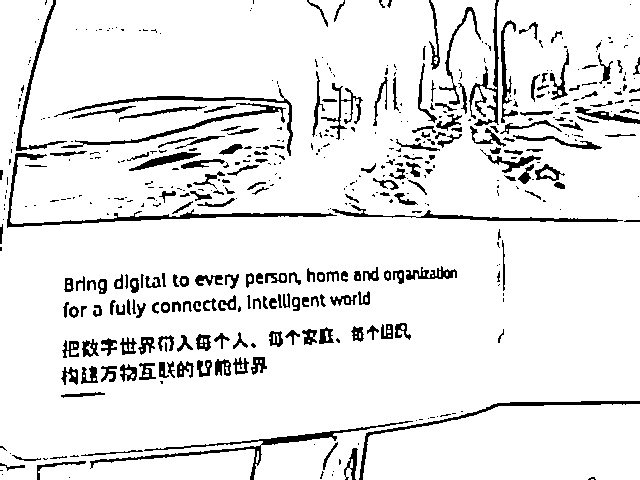 Bring digital to every person, home and organization
for a fully connected, intelligent world
把数字世界带入每个人、每个家庭、每个组织,
构建万物互联的智能世界